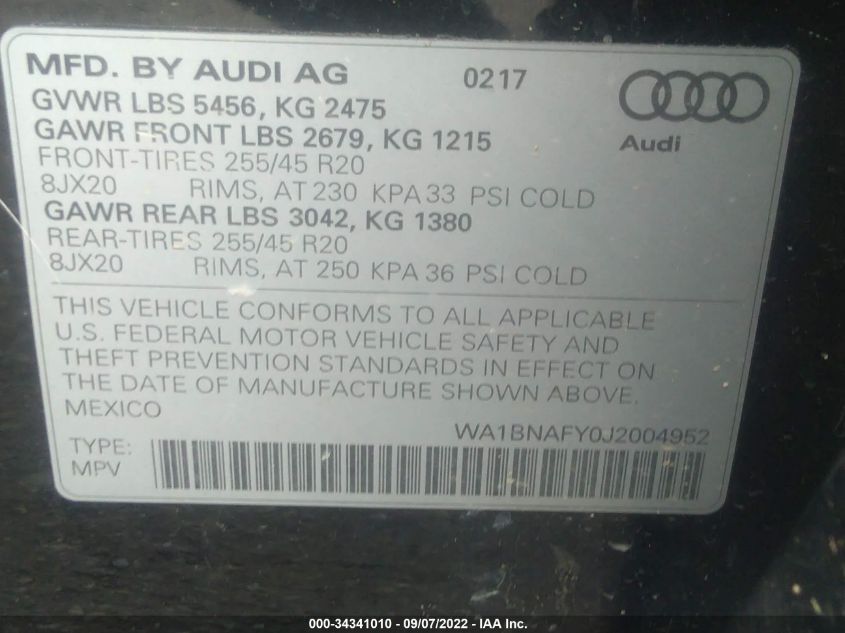 MFD. BY AUDI AG 0217
GVWR LBS 5456, KG 2475
GAWR FRONT LBS 2679, KG 1215
Audi
FRONT-TIRES 255/45 R20
8JX20 RIMS, AT 230 KPA 33 PSI COLD
GAWR REAR LBS 3042, KG 1380
REAR-TIRES 255/45 R20
8JX20 RIMS, AT 250 KPA 36 PSI COLD
THIS VEHICLE CONFORMS TO ALL APPLICABLE
U.S. FEDERAL MOTOR VEHICLE SAFETY AND
THEFT PREVENTION STANDARDS IN EFFECT ON
THE DATE OF MANUFACTURE SHOWN ABOVE.
MEXICO
WA1BNAFY0J2004952
TYPE:
MPV
000-34341010 - 09/07/2022 - IAA Inc.